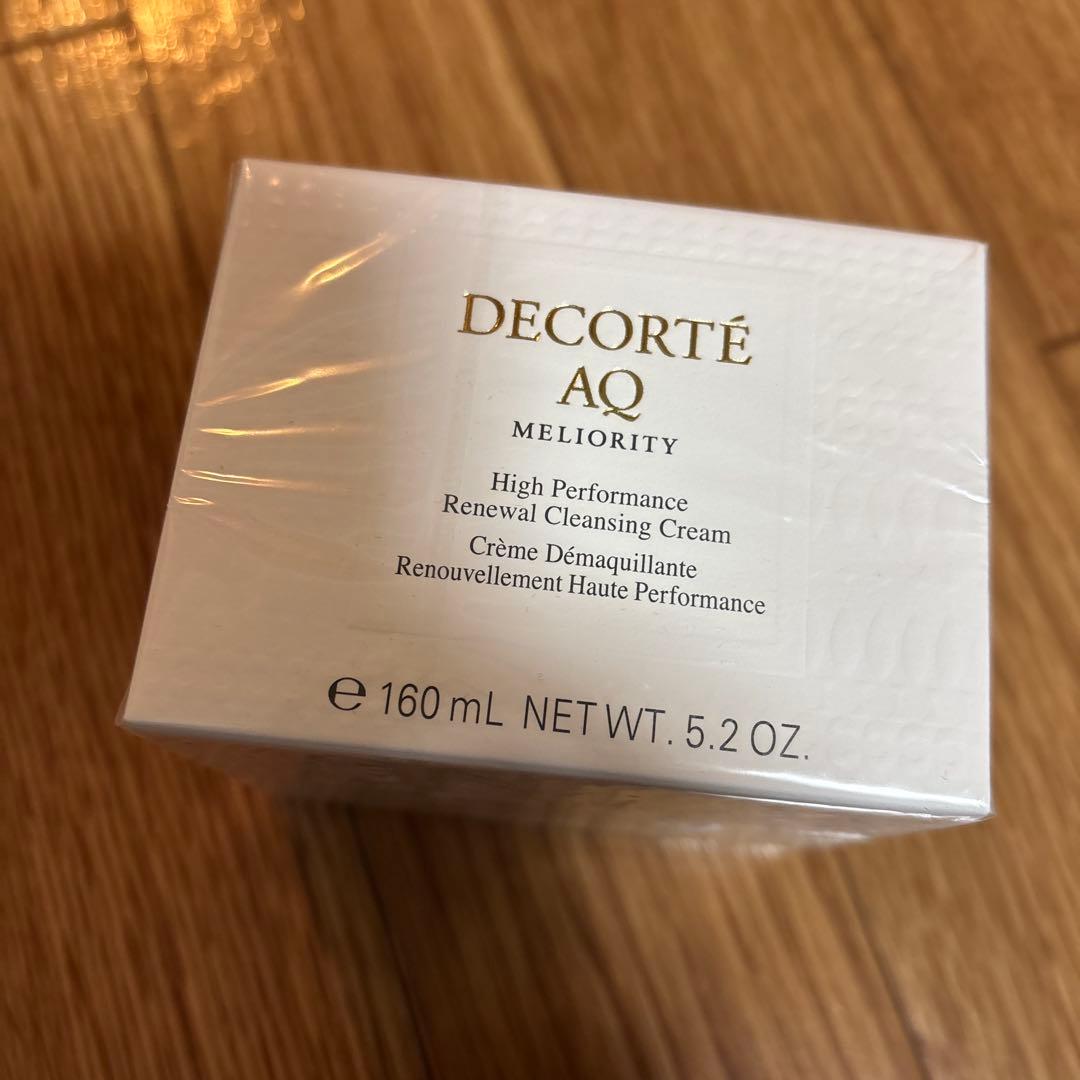 DECORTÉ
AQ
MELIORITY
High Performance
Renewal Cleansing Cream
Crème Démaquillante
Renouvellement Haute Performance
℮ 160 mL NET WT. 5.2 OZ.